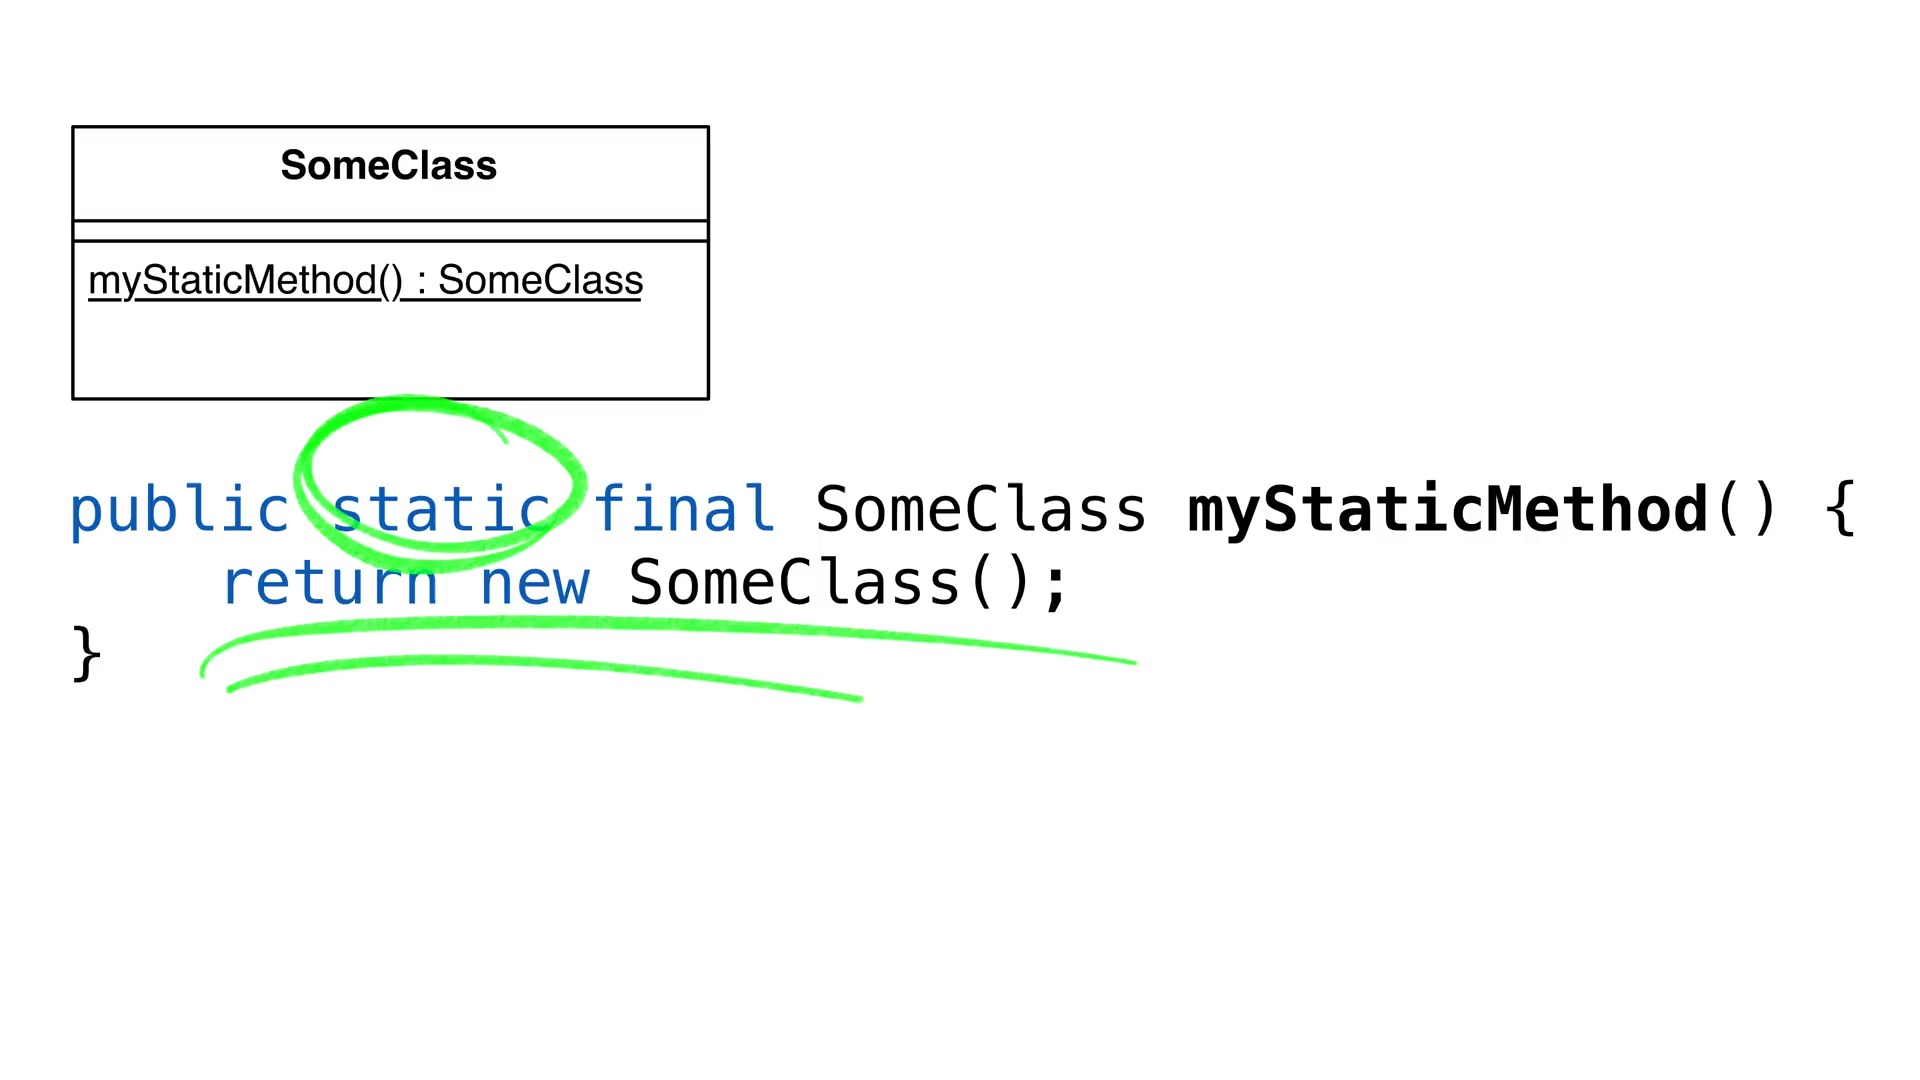 SomeClass
myStaticMethod() : SomeClass
public static final SomeClass myStaticMethod() {
    return new SomeClass();
}